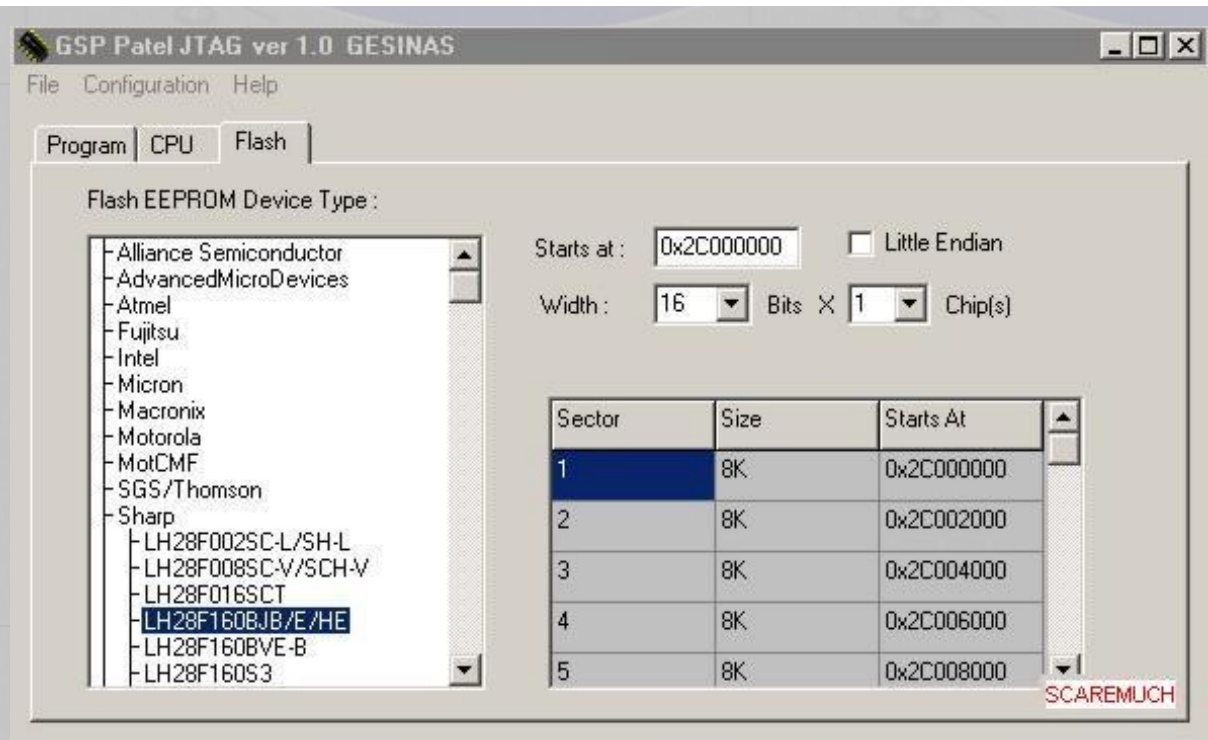 GSP Patel JTAG ver 1.0 GESINAS
File Configuration Help
Program CPU Flash
Flash EEPROM Device Type :
Alliance Semiconductor
AdvancedMicroDevices
Atmel
Fujitsu
Intel
Micron
Macronix
Motorola
MotCMF
SGS/Thomson
Sharp
LH28F002SC-L/SH-L
LH28F008SC-V/SCH-V
LH28F016SCT
LH28F160BJB/E/HE
LH28F160BVE-B
LH28F160S3
Starts at : 0x2C000000 Little Endian
Width : 16 Bits X 1 Chip(s)
Sector Size Starts At
1 8K 0x2C000000
2 8K 0x2C002000
3 8K 0x2C004000
4 8K 0x2C006000
5 8K 0x2C008000
SCAREMUCH